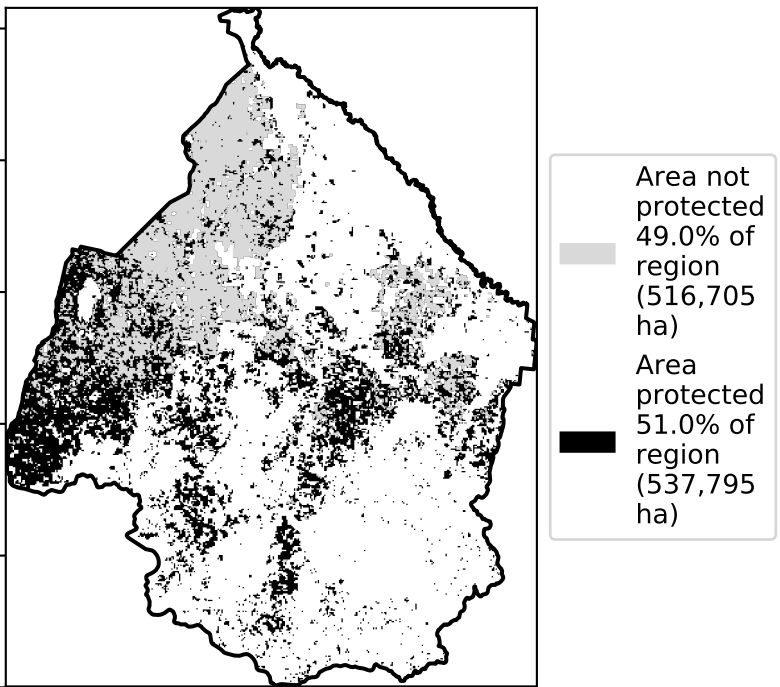 Area not
protected
49.0% of
region
(516,705
ha)
Area
protected
51.0% of
region
(537,795
ha)